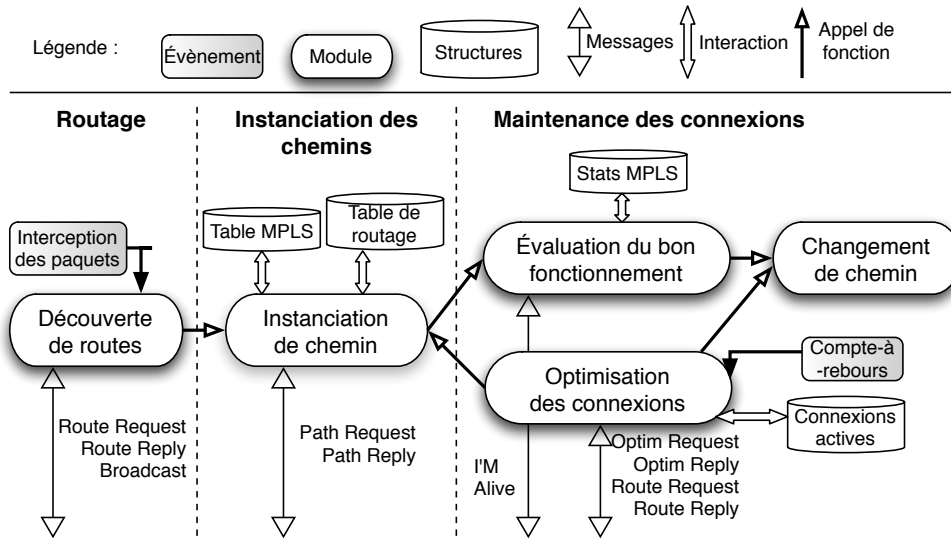 Légende :
Évènement
Module
Structures
Messages
Interaction
Appel de
fonction
Routage
Instanciation des
chemins
Maintenance des connexions
Interception
des paquets
Découverte
de routes
Route Request
Route Reply
Broadcast
Table MPLS
Table de
routage
Instanciation
de chemin
Path Request
Path Reply
Stats MPLS
Évaluation du bon
fonctionnement
Changement
de chemin
Optimisation
des connexions
Compte-à
-rebours
Connexions
actives
I'M
Alive
Optim Request
Optim Reply
Route Request
Route Reply